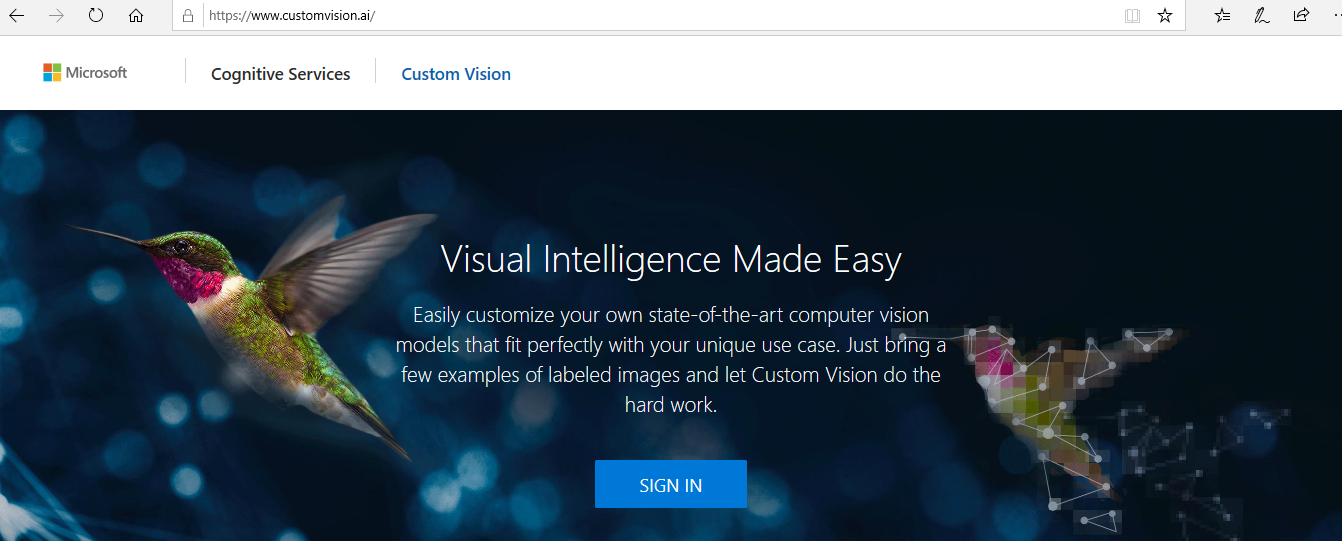 https://www.customvision.ai/
Microsoft
Cognitive Services
Custom Vision
Visual Intelligence Made Easy
Easily customize your own state-of-the-art computer vision
models that fit perfectly with your unique use case. Just bring a
few examples of labeled images and let Custom Vision do the
hard work.
SIGN IN